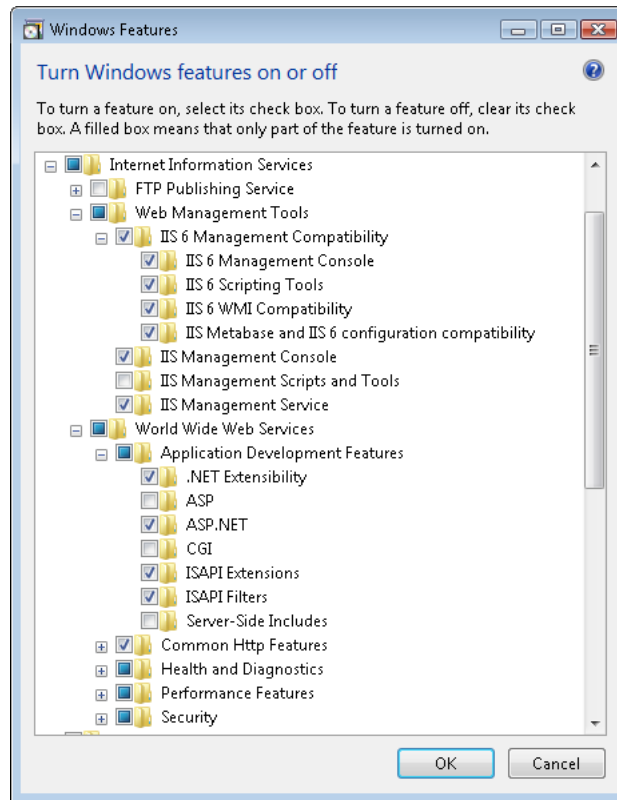 Windows Features
Turn Windows features on or off
To turn a feature on, select its check box. To turn a feature off, clear its check
box. A filled box means that only part of the feature is turned on.
Internet Information Services
FTP Publishing Service
Web Management Tools
IIS 6 Management Compatibility
IIS 6 Management Console
IIS 6 Scripting Tools
IIS 6 WMI Compatibility
IIS Metabase and IIS 6 configuration compatibility
IIS Management Console
IIS Management Scripts and Tools
IIS Management Service
World Wide Web Services
Application Development Features
.NET Extensibility
ASP
ASP.NET
CGI
ISAPI Extensions
ISAPI Filters
Server-Side Includes
Common Http Features
Health and Diagnostics
Performance Features
Security
OK
Cancel